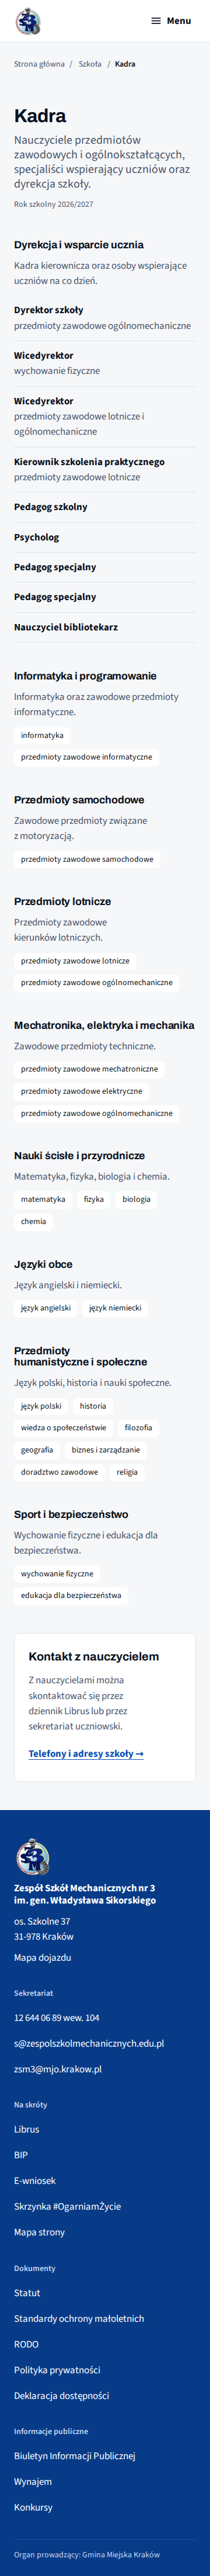 Menu
Szkoła główna / Szkoła / Kadra
Kadra
Nauczyciele przedmiotów
zawodowych i ogólnokształcących,
specjaliści wspierający uczniów oraz
dyrekcja szkoły.
Rok szkolny 2026/2027
Dyrekcja i wsparcie ucznia
Kadra kierownicza oraz osoby wspierające
uczniów na co dzień.
Dyrektor szkoły
przedmioty zawodowe ogólnomechaniczne
Wicedyrektor
wychowanie fizyczne
Wicedyrektor
przedmioty zawodowe lotnicze i
ogólnomechaniczne
Kierownik szkolenia praktycznego
przedmioty zawodowe lotnicze
Pedagog szkolny
Psycholog
Pedagog specjalny
Pedagog specjalny
Nauczyciel bibliotekarz
Informatyka i programowanie
Informatyka oraz zawodowe przedmioty
informatyczne.
informatyka
przedmioty zawodowe informatyczne
Przedmioty samochodowe
Zawodowe przedmioty związane
z motoryzacją.
przedmioty zawodowe samochodowe
Przedmioty lotnicze
Przedmioty zawodowe
kierunków lotniczych.
przedmioty zawodowe lotnicze
przedmioty zawodowe ogólnomechaniczne
Mechatronika, elektryka i mechanika
Zawodowe przedmioty techniczne.
przedmioty zawodowe mechatroniczne
przedmioty zawodowe elektryczne
przedmioty zawodowe ogólnomechaniczne
Nauki ścisłe i przyrodnicze
Matematyka, fizyka, biologia i chemia.
matematyka fizyka biologia
chemia
Języki obce
Język angielski i niemiecki.
język angielski język niemiecki
Przedmioty
humanistyczne i społeczne
Język polski, historia i nauki społeczne.
język polski historia
wiedza o społeczeństwie filozofia
geografia biznes i zarządzanie
doradztwo zawodowe religia
Sport i bezpieczeństwo
Wychowanie fizyczne i edukacja dla
bezpieczeństwa.
wychowanie fizyczne
edukacja dla bezpieczeństwa
Kontakt z nauczycielem
Z nauczycielami można
skontaktować się przez
dziennik Librus lub przez
sekretariat uczniowski.
Telefony i adresy szkoły →
Zespół Szkół Mechanicznych nr 3
im. gen. Władysława Sikorskiego
os. Szkolne 37
31-978 Kraków
Mapa dojazdu
Sekretariat
12 644 06 89 wew. 104
s@zespolszkolmechanicznych.edu.pl
zsm3@mjo.krakow.pl
Na skróty
Librus
BIP
E-wniosek
Skrzynka #OgarniamŻycie
Mapa strony
Dokumenty
Statut
Standardy ochrony małoletnich
RODO
Polityka prywatności
Deklaracja dostępności
Informacje publiczne
Biuletyn Informacji Publicznej
Wynajem
Konkursy
Organ prowadzący: Gmina Miejska Kraków